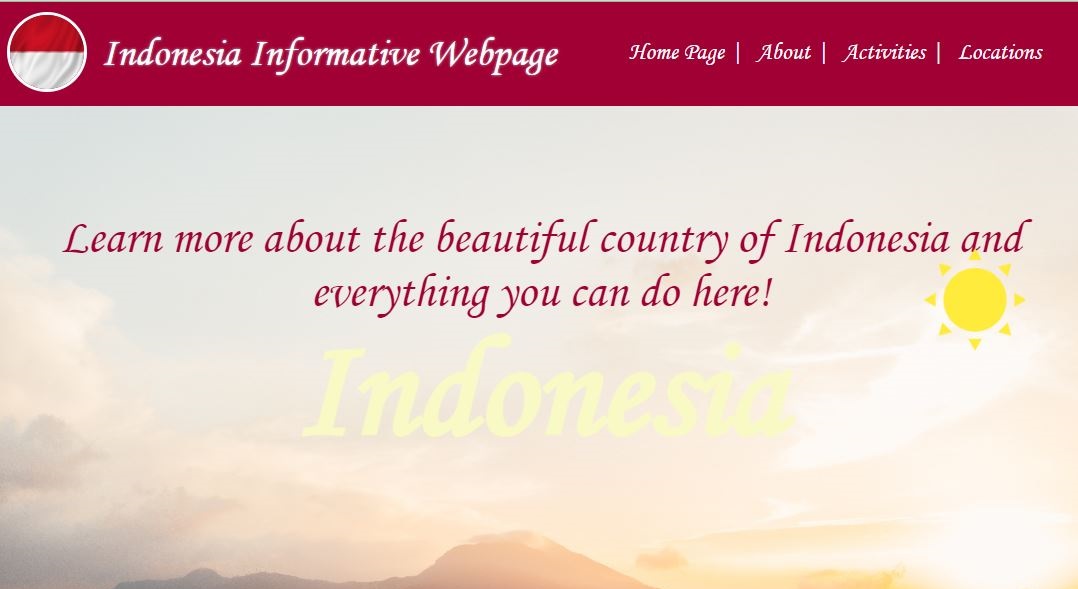 Indonesia Informative Webpage
Home Page | About | Activities | Locations
Learn more about the beautiful country of Indonesia and
everything you can do here!
Indonesia